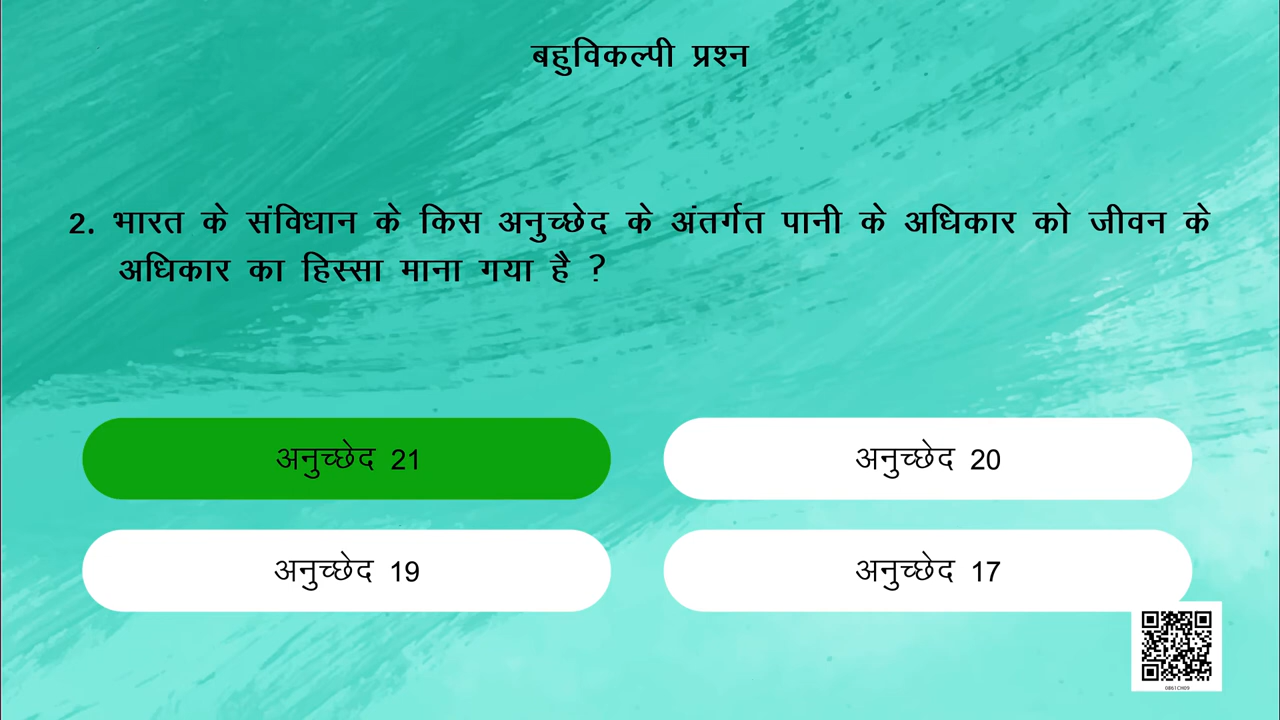 बहुविकल्पी प्रश्न
2. भारत के संविधान के किस अनुच्छेद के अंतर्गत पानी के अधिकार को जीवन के
अधिकार का हिस्सा माना गया है ?
अनुच्छेद 21
अनुच्छेद 20
अनुच्छेद 19
अनुच्छेद 17
0861CH09